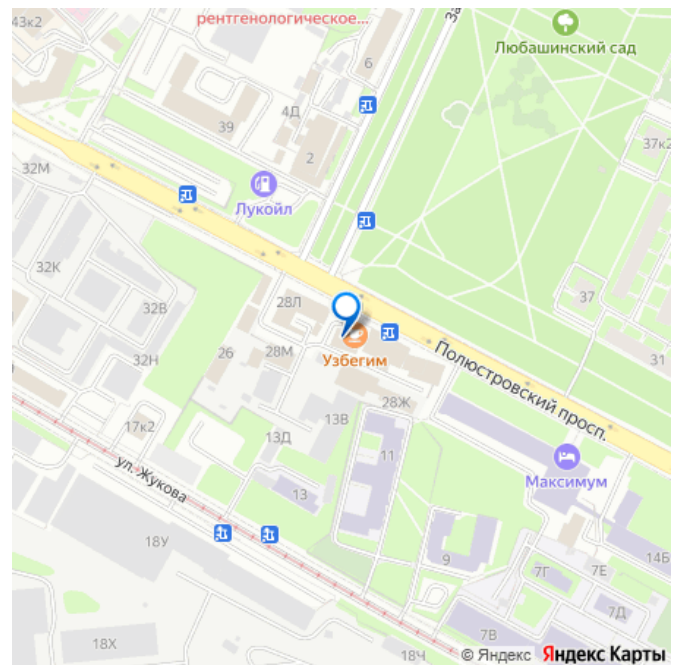 43к2
рентгенологическое...
За
Любашинский сад
6
4Д
39
2
37к2
32М
Лукойл
32К
32В
28Л
37
Узбегим
26
28М
32Н
31
Полюстровский просп.
28Ж
17к2
13В
13Д
11
ул. Жукова
Максимум
13
18У
9
7Г
7Е
14Б
7Д
7В
18Х
18Ч
© Яндекс Яндекс Карты